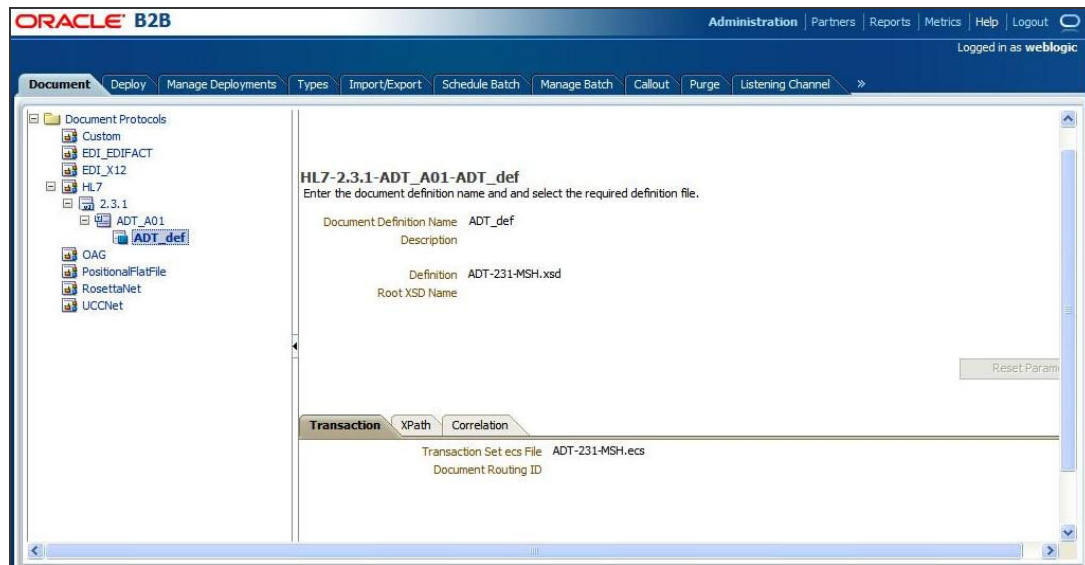 ORACLE B2B
Administration | Partners | Reports | Metrics | Help | Logout
Logged in as weblogic
Document Deploy Manage Deployments Types Import/Export Schedule Batch Manage Batch Callout Purge Listening Channel »
Document Protocols
Custom
EDI_EDIFACT
EDI_X12
HL7
2.3.1
ADT_A01
ADT_def
OAG
PositionalFlatFile
RosettaNet
UCCNet
HL7-2.3.1-ADT_A01-ADT_def
Enter the document definition name and and select the required definition file.
Document Definition Name ADT_def
Description
Definition ADT-231-MSH.xsd
Root XSD Name
Reset Param
Transaction XPath Correlation
Transaction Set ecs File ADT-231-MSH.ecs
Document Routing ID